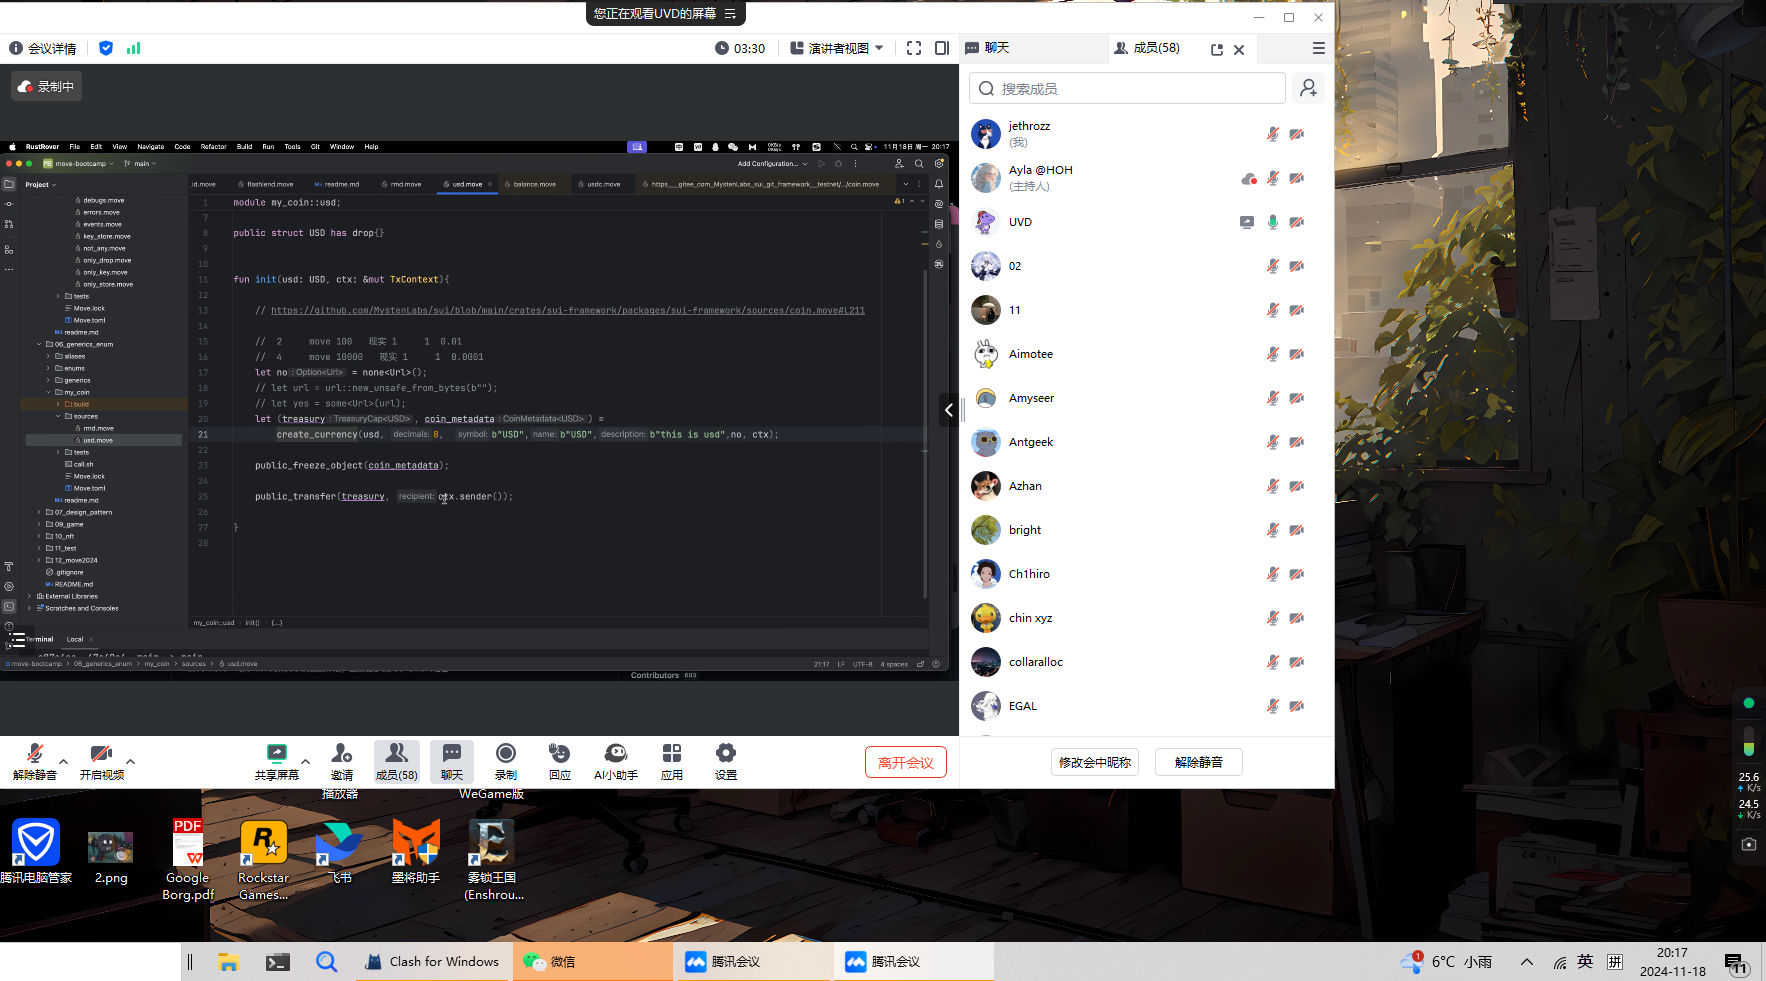 您正在观看UVD的屏幕
会议详情
03:30
演讲者视图
聊天
成员(58)
录制中
搜索成员
jethrozz
(我)
Ayla @HOH
(主持人)
UVD
02
11
Aimotee
Amyseer
Antgeek
Azhan
bright
Ch1hiro
chin xyz
collaralloc
EGAL
修改会中昵称
解除静音
RustRover File Edit View Navigate Code Refactor Build Run Tools Git Window Help
11月18日 周一 20:17
move-bootcamp
main
Add Configuration...
Project
_id.move
flashlend.move
readme.md
rmd.move
usd.move
balance.move
usdc.move
https___gitee_com_MystenLabs_sui_git_framework__testnet/.../coin.move
debugs.move
errors.move
events.move
key_store.move
not_any.move
only_drop.move
only_key.move
only_store.move
tests
Move.lock
Move.toml
readme.md
06_generics_enum
aliases
enums
generics
my_coin
build
sources
rmd.move
usd.move
tests
call.sh
Move.lock
Move.toml
readme.md
07_design_pattern
09_game
10_nft
11_test
12_move2024
.gitignore
README.md
External Libraries
Scratches and Consoles
1 module my_coin::usd;
7
8 public struct USD has drop{}
9
10
11 fun init(usd: USD, ctx: &mut TxContext){
12
13 // https://github.com/MystenLabs/sui/blob/main/crates/sui-framework/packages/sui-framework/sources/coin.move#L211
14
15 // 2 move 100 现实 1 1 0.01
16 // 4 move 10000 现实 1 1 0.0001
17 let no : Option<Url> = none<Url>();
18 // let url = url::new_unsafe_from_bytes(b"");
19 // let yes = some<Url>(url);
20 let (treasury : TreasuryCap<USD> , coin_metadata : CoinMetadata<USD> ) =
21 create_currency(usd, decimals: 8, symbol: b"USD", name: b"USD", description: b"this is usd",no, ctx);
22
23 public_freeze_object(coin_metadata);
24
25 public_transfer(treasury, recipient: ctx.sender());
26
27 }
28
my_coin::usd
init()
{...}
Terminal
Local
move-bootcamp
06_generics_enum
my_coin
sources
usd.move
21:17 LF UTF-8 4 spaces
Contributors 603
解除静音
开启视频
共享屏幕
邀请
成员(58)
聊天
录制
回应
AI小助手
应用
设置
离开会议
播放器
WeGame版
腾讯电脑管家
2.png
PDF
Google
Borg.pdf
Rockstar
Games...
飞书
墨将助手
雾锁王国
(Enshrou...
25.6
K/s
24.5
K/s
Clash for Windows
微信
腾讯会议
腾讯会议
1
6°C 小雨
英
拼
20:17
2024-11-18
11